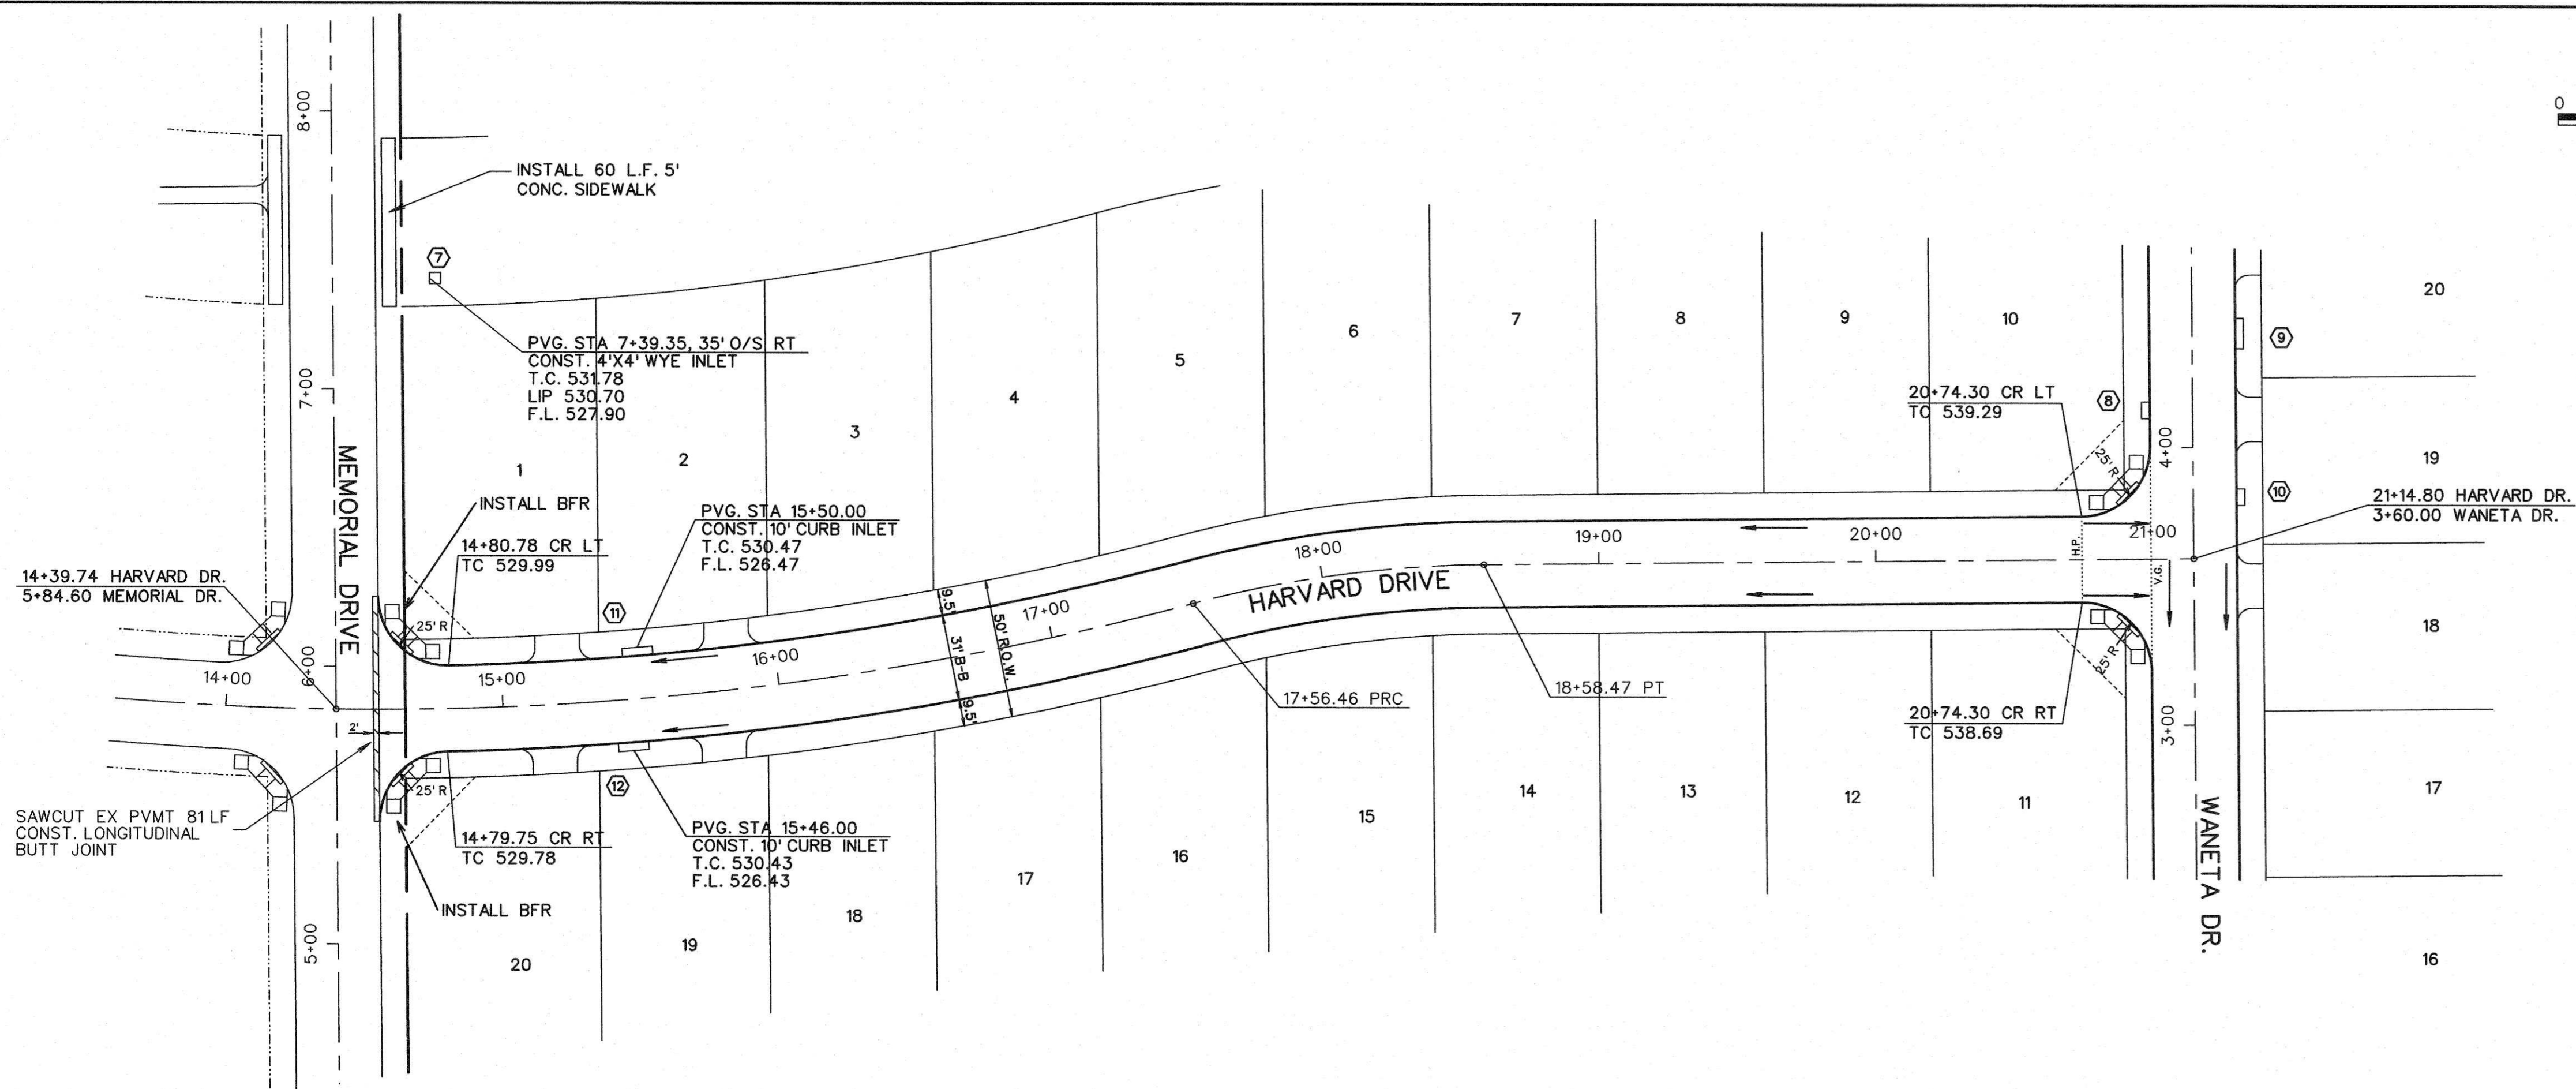 0
8+00
INSTALL 60 L.F. 5'
CONC. SIDEWALK
7
PVG. STA 7+39.35, 35' O/S RT
CONST. 4'X4' WYE INLET
T.C. 531.78
LIP 530.70
F.L. 527.90
7+00
MEMORIAL DRIVE
1
2
3
4
5
6
7
8
9
10
20
9
19
10
18
17
16
20+74.30 CR LT
TC 539.29
8
25' R
4+00
21+14.80 HARVARD DR.
3+60.00 WANETA DR.
INSTALL BFR
14+80.78 CR LT
TC 529.99
PVG. STA 15+50.00
CONST. 10' CURB INLET
T.C. 530.47
F.L. 526.47
11
25' R
14+39.74 HARVARD DR.
5+84.60 MEMORIAL DR.
6+00
14+00
15+00
16+00
17+00
18+00
19+00
20+00
21+00
H.P.
V.G.
HARVARD DRIVE
9.5'
31' B-B
9.5'
50' R.O.W.
17+56.46 PRC
18+58.47 PT
20+74.30 CR RT
TC 538.69
25' R
3+00
WANETA DR.
2'
SAWCUT EX PVMT 81 LF
CONST. LONGITUDINAL
BUTT JOINT
25' R
14+79.75 CR RT
TC 529.78
12
PVG. STA 15+46.00
CONST. 10' CURB INLET
T.C. 530.43
F.L. 526.43
INSTALL BFR
5+00
20
19
18
17
16
15
14
13
12
11